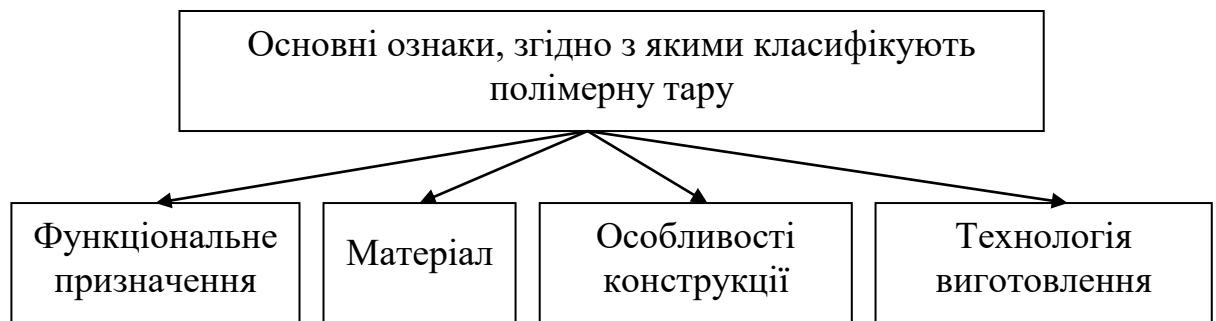 Основні ознаки, згідно з якими класифікують
полімерну тару
Функціональне
призначення
Матеріал
Особливості
конструкції
Технологія
виготовлення